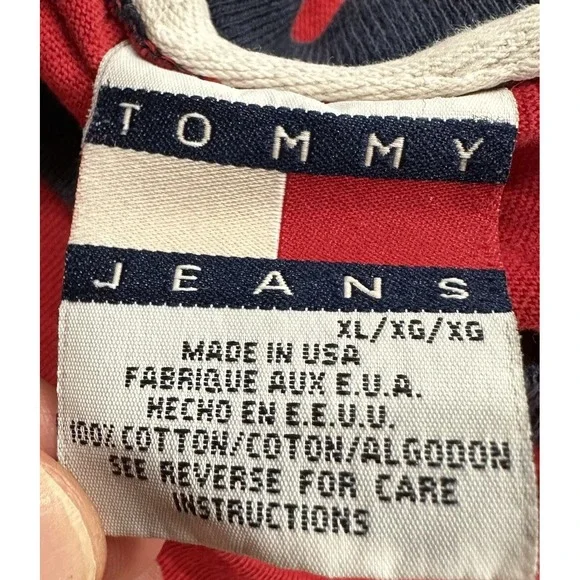 TOMMY
JEANS
XL/XG/XG
MADE IN USA
FABRIQUE AUX E.U.A.
HECHO EN E.E.U.U.
100% COTTON/COTON/ALGODON
SEE REVERSE FOR CARE
INSTRUCTIONS